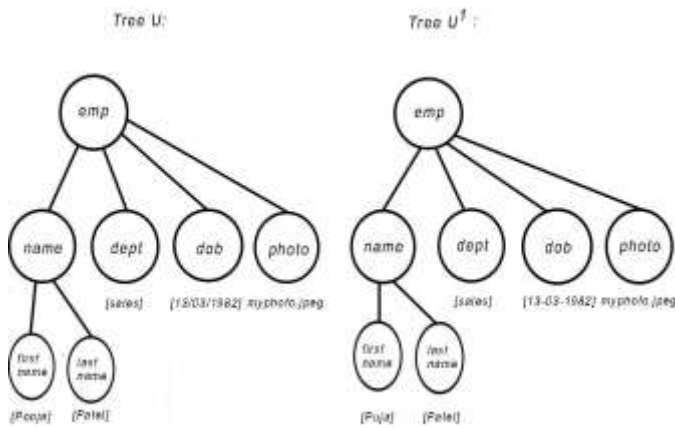 Tree U: Tree U¹ :
emp emp
name dept dob photo name dept dob photo
[sales] [13/03/1982] myphoto.jpeg [sales] [13-03-1982] myphoto.jpeg
first name last name first name last name
[Pooja] [Patel] [Puja] [Patel]